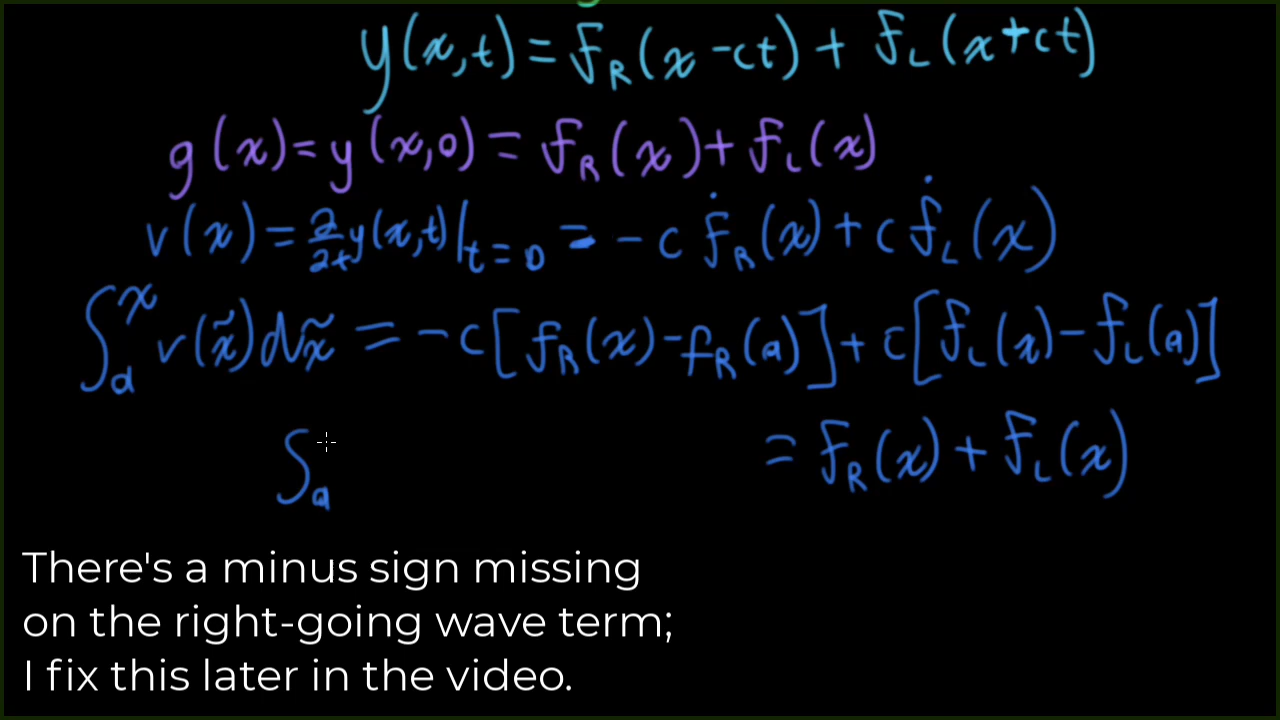 y(x,t) = f_R(x-ct) + f_L(x+ct)
g(x) = y(x,0) = f_R(x) + f_L(x)
v(x) = ∂/∂t y(x,t)|_{t=0} = -c ḟ_R(x) + c ḟ_L(x)
∫_a^x v(x̃)dx̃ = -c[f_R(x)-f_R(a)] + c[f_L(x)-f_L(a)]
∫_a = f_R(x) + f_L(x)
There's a minus sign missing
on the right-going wave term;
I fix this later in the video.